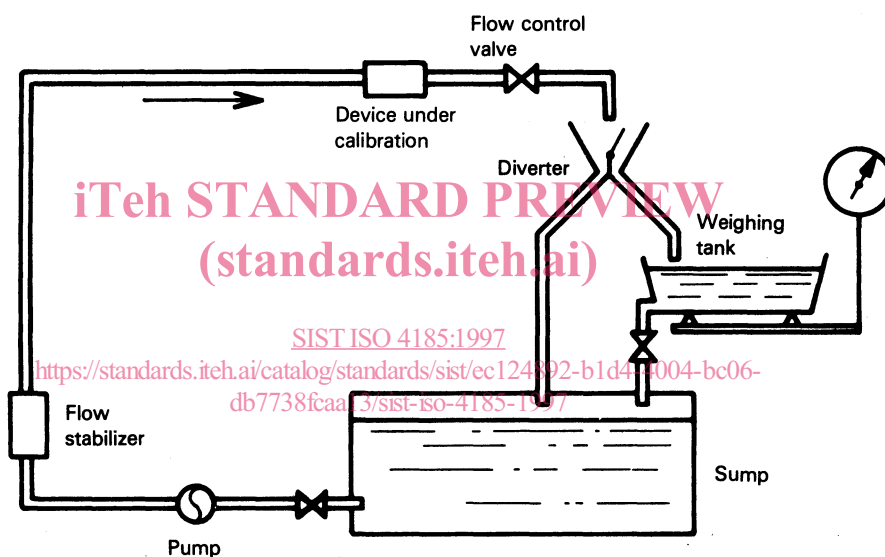 Flow control
valve
Device under
calibration
Diverter
iTeh STANDARD PREVIEW
(standards.iteh.ai)
Weighing
tank
SIST ISO 4185:1997
https://standards.iteh.ai/catalog/standards/sist/ec124892-b1d4-4004-bc06-
db7738fcaa13/sist-iso-4185-1997
Flow
stabilizer
Sump
Pump